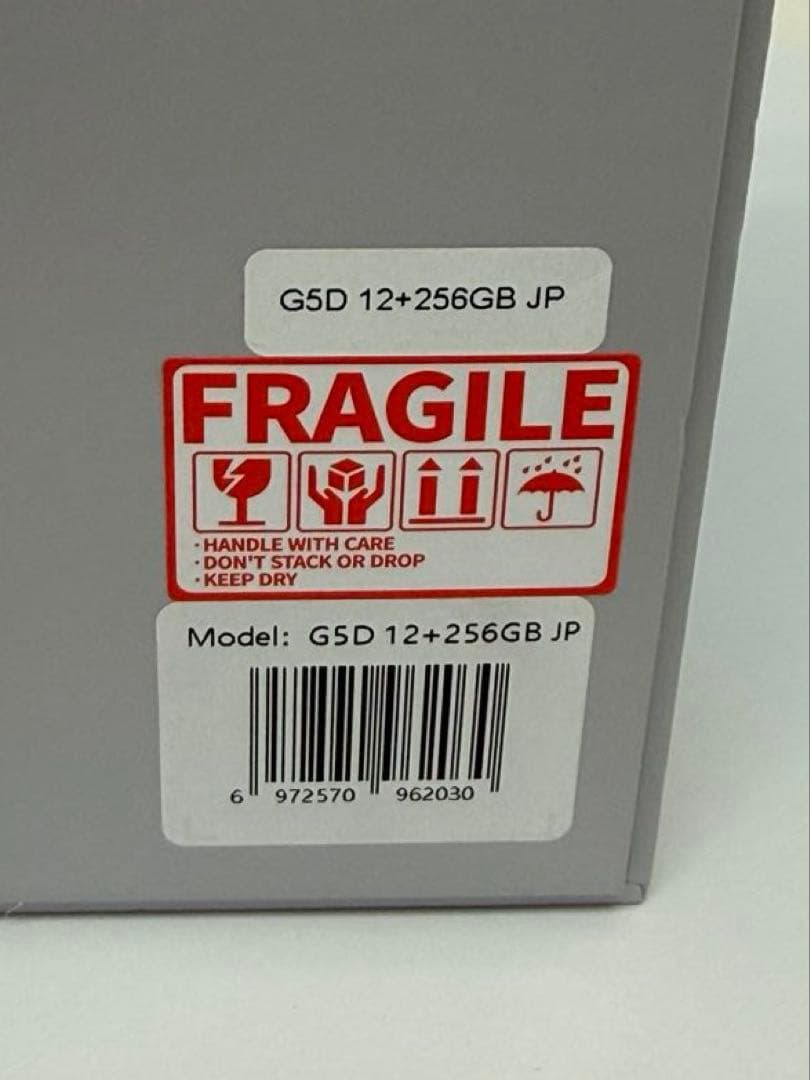 G5D 12+256GB JP
FRAGILE
·HANDLE WITH CARE
·DON'T STACK OR DROP
·KEEP DRY
Model: G5D 12+256GB JP
6 972570 962030